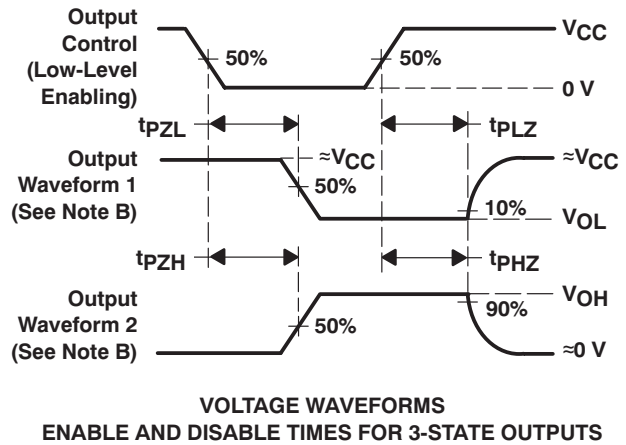 Output
Control
(Low-Level
Enabling)
50%
50%
VCC
0 V
tPZL
tPLZ
Output
Waveform 1
(See Note B)
≈VCC
50%
10%
≈VCC
VOL
tPZH
tPHZ
Output
Waveform 2
(See Note B)
50%
90%
VOH
≈0 V
VOLTAGE WAVEFORMS
ENABLE AND DISABLE TIMES FOR 3-STATE OUTPUTS